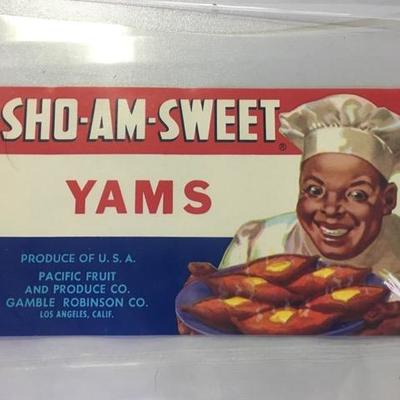 SHO-AM-SWEET ®
YAMS
PRODUCE OF U. S. A.
PACIFIC FRUIT
AND PRODUCE CO.
GAMBLE ROBINSON CO.
LOS ANGELES, CALIF.